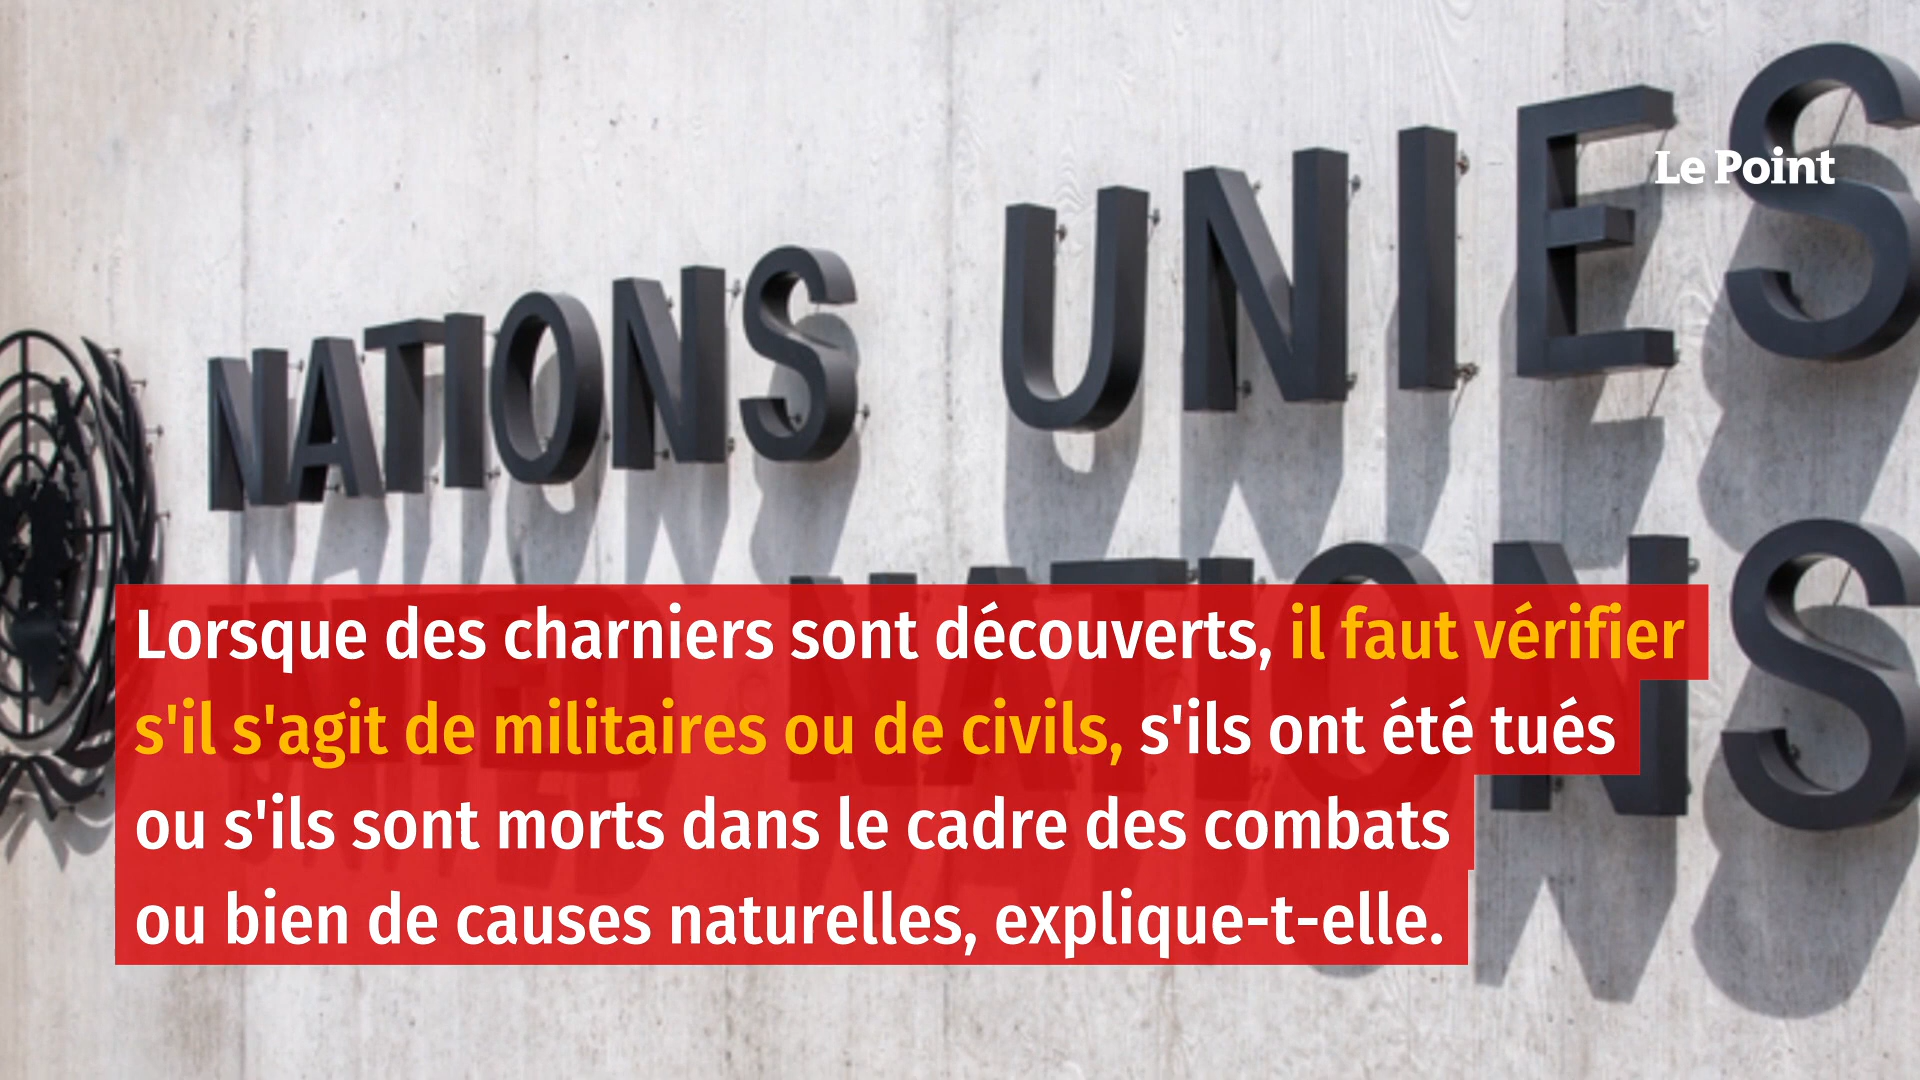 NATIONS UNIES
Le Point
UNITED NATIONS
Lorsque des charniers sont découverts, il faut vérifier
s'il s'agit de militaires ou de civils, s'ils ont été tués
ou s'ils sont morts dans le cadre des combats
ou bien de causes naturelles, explique-t-elle.